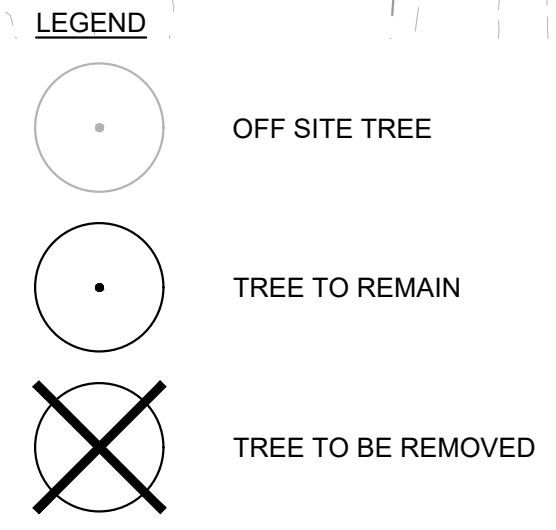 LEGEND
OFF SITE TREE
TREE TO REMAIN
TREE TO BE REMOVED